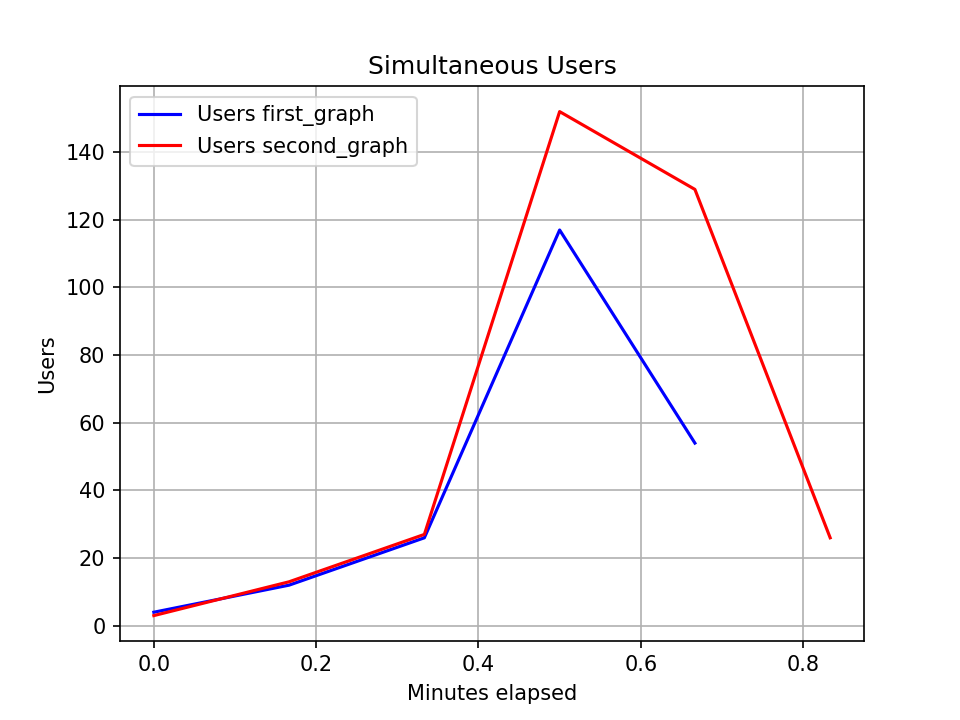 Simultaneous Users
Users first_graph
Users second_graph
140
120
100
80
60
40
20
0
Users
0.0 0.2 0.4 0.6 0.8
Minutes elapsed